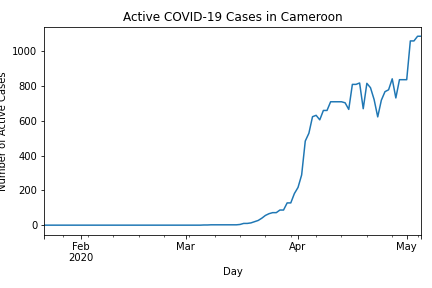 Active COVID-19 Cases in Cameroon
Number of Active Cases
1000
800
600
400
200
0
Feb
2020
Mar
Apr
May
Day